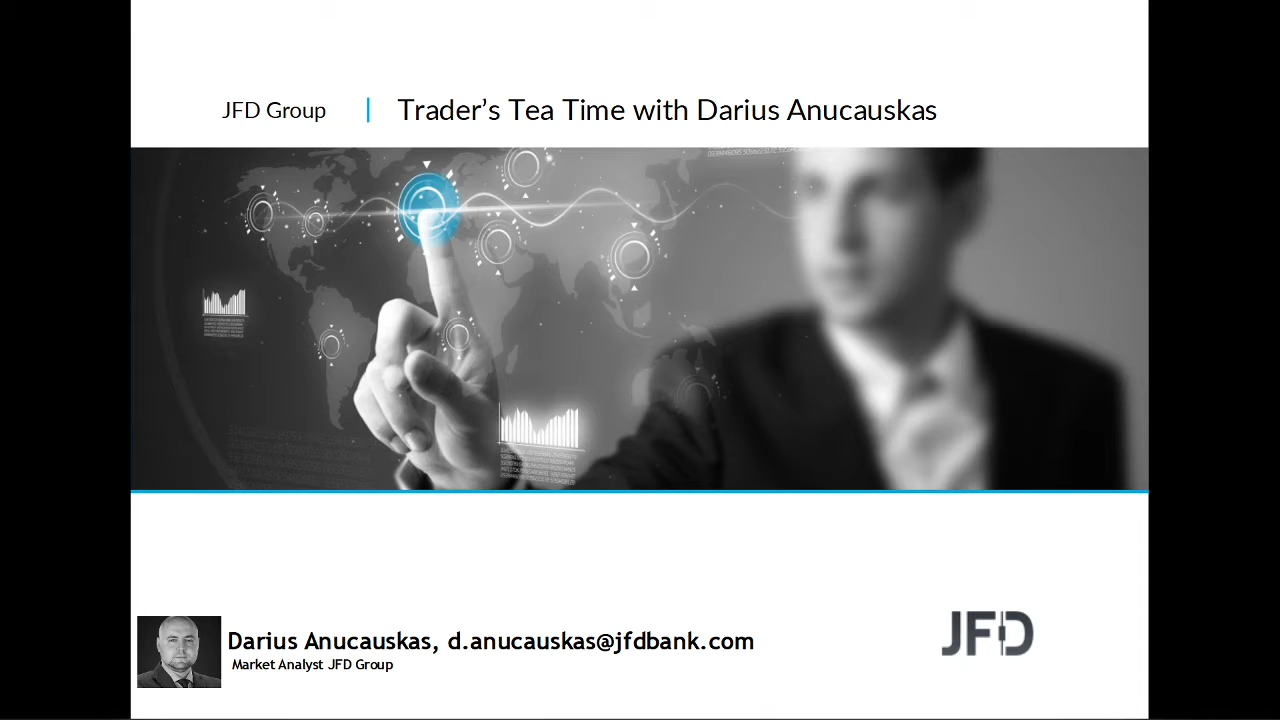 JFD Group | Trader's Tea Time with Darius Anucauskas
Darius Anucauskas, d.anucauskas@jfdbank.com
Market Analyst JFD Group
JFD